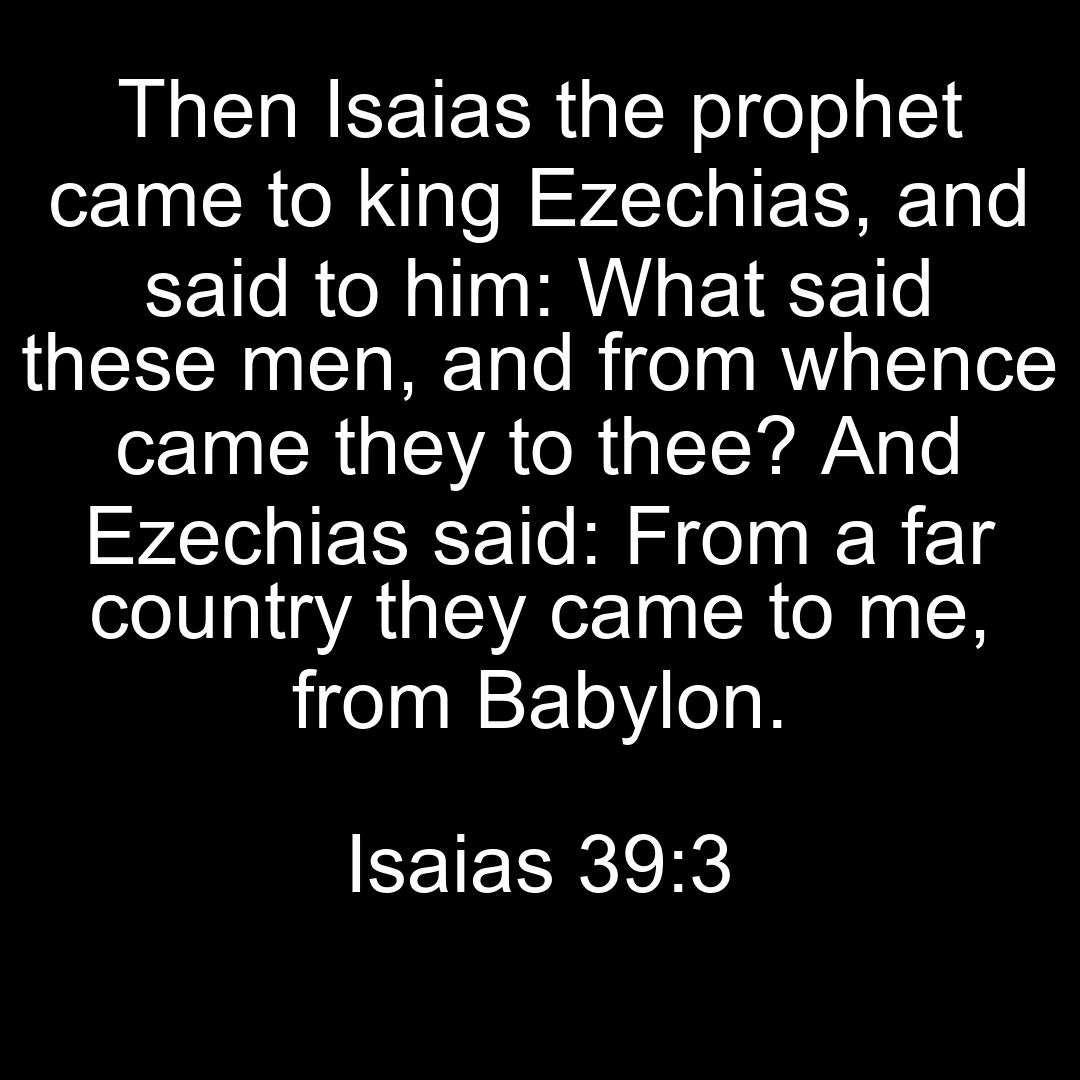 Then Isaias the prophet
came to king Ezechias, and
said to him: What said
these men, and from whence
came they to thee? And
Ezechias said: From a far
country they came to me,
from Babylon.
Isaias 39:3